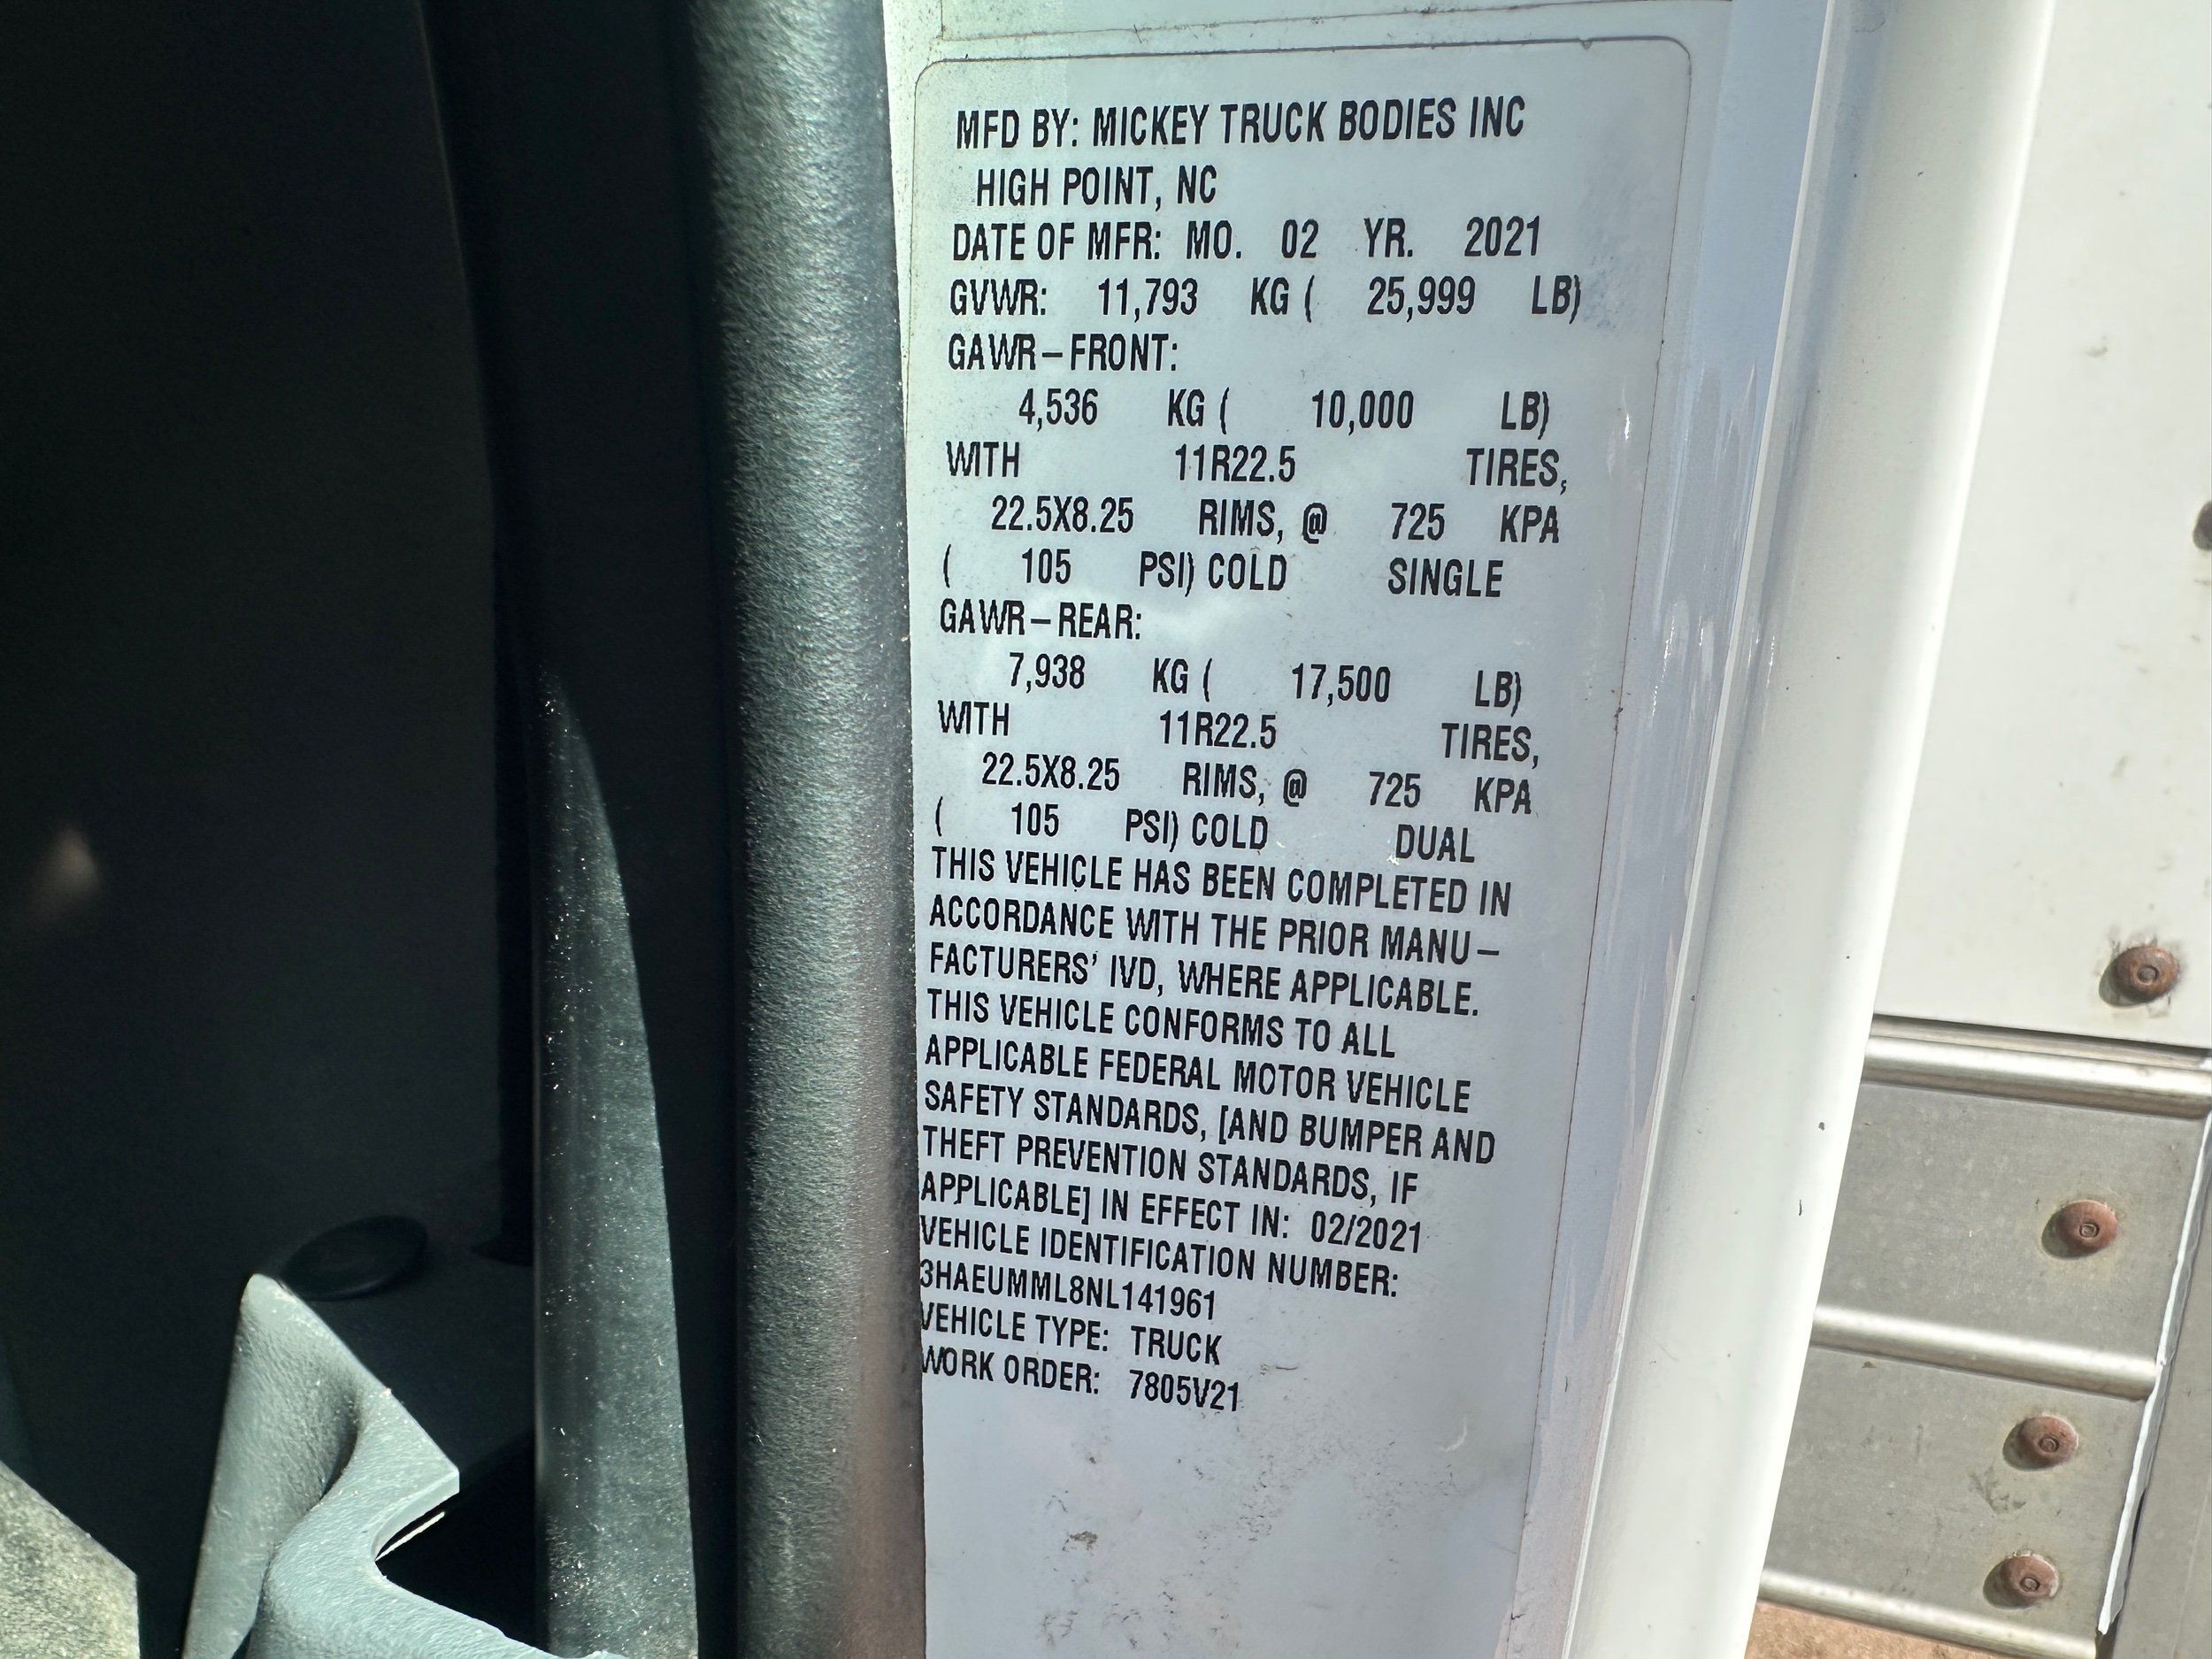 MFD BY: MICKEY TRUCK BODIES INC
HIGH POINT, NC
DATE OF MFR: MO. 02 YR. 2021
GVWR: 11,793 KG ( 25,999 LB)
GAWR-FRONT:
4,536 KG ( 10,000 LB)
WITH 11R22.5 TIRES,
22.5X8.25 RIMS, @ 725 KPA
( 105 PSI) COLD SINGLE
GAWR-REAR:
7,938 KG ( 17,500 LB)
WITH 11R22.5 TIRES,
22.5X8.25 RIMS, @ 725 KPA
( 105 PSI) COLD DUAL
THIS VEHICLE HAS BEEN COMPLETED IN
ACCORDANCE WITH THE PRIOR MANU-
FACTURERS' IVD, WHERE APPLICABLE.
THIS VEHICLE CONFORMS TO ALL
APPLICABLE FEDERAL MOTOR VEHICLE
SAFETY STANDARDS, [AND BUMPER AND
THEFT PREVENTION STANDARDS, IF
APPLICABLE] IN EFFECT IN: 02/2021
VEHICLE IDENTIFICATION NUMBER:
3HAEUMML8NL141961
VEHICLE TYPE: TRUCK
WORK ORDER: 7805V21